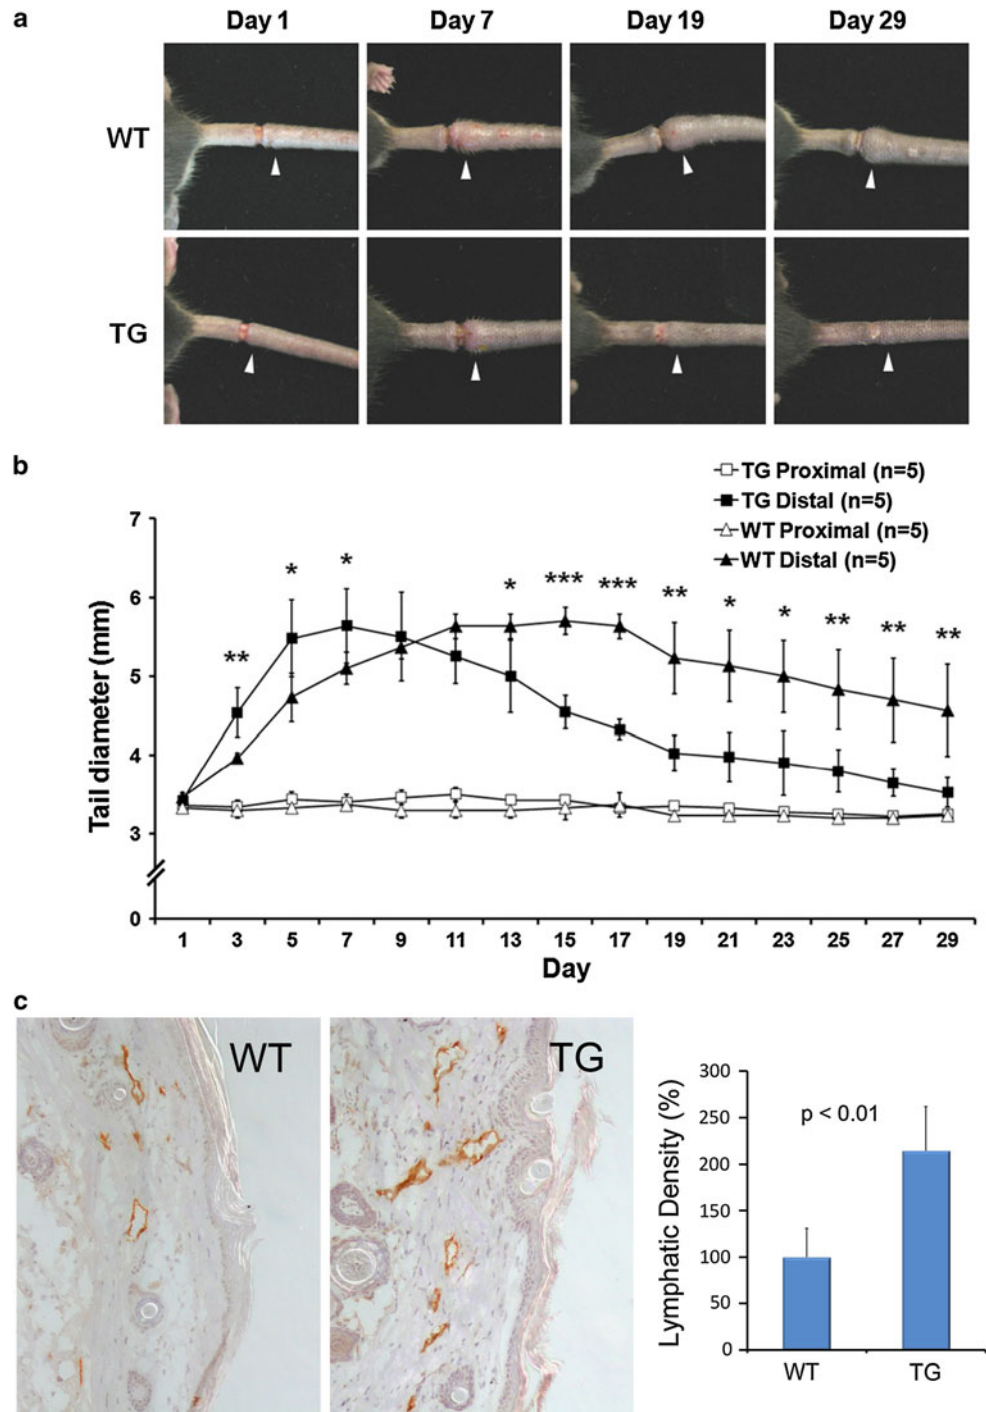 a
Day 1 Day 7 Day 19 Day 29
WT
TG
b
TG Proximal (n=5)
TG Distal (n=5)
WT Proximal (n=5)
WT Distal (n=5)
7
6
5
4
3
0
Tail diameter (mm)
** * * * *** *** ** * * ** ** **
1 3 5 7 9 11 13 15 17 19 21 23 25 27 29
Day
c
WT
TG
Lymphatic Density (%)
300
250
200
150
100
50
0
p < 0.01
WT TG